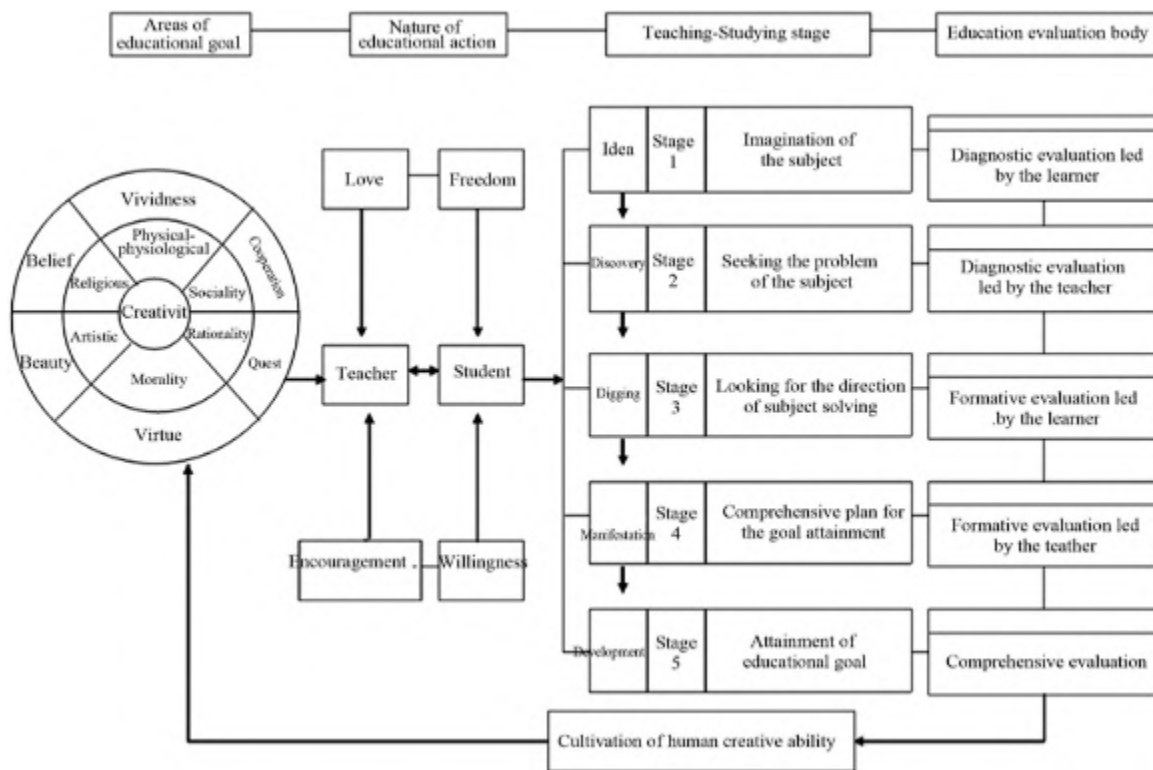 Areas of
educational goal
Nature of
educational action
Teaching-Studying stage
Education evaluation body
Vividness
Belief
Cooperation
Physical-
physiological
Religious
Sociality
Creativit
Artistic
Rationality
Beauty
Morality
Quest
Virtue
Love
Freedom
Teacher
Student
Encouragement .
Willingness
Idea
Stage
1
Imagination of
the subject
Diagnostic evaluation led
by the learner
Discovery
Stage
2
Seeking the problem
of the subject
Diagnostic evaluation
led by the teacher
Digging
Stage
3
Looking for the direction
of subject solving
Formative evaluation led
.by the learner
Manifestation
Stage
4
Comprehensive plan for
the goal attainment
Formative evaluation led
by the teather
Development
Stage
5
Attainment of
educational goal
Comprehensive evaluation
Cultivation of human creative ability